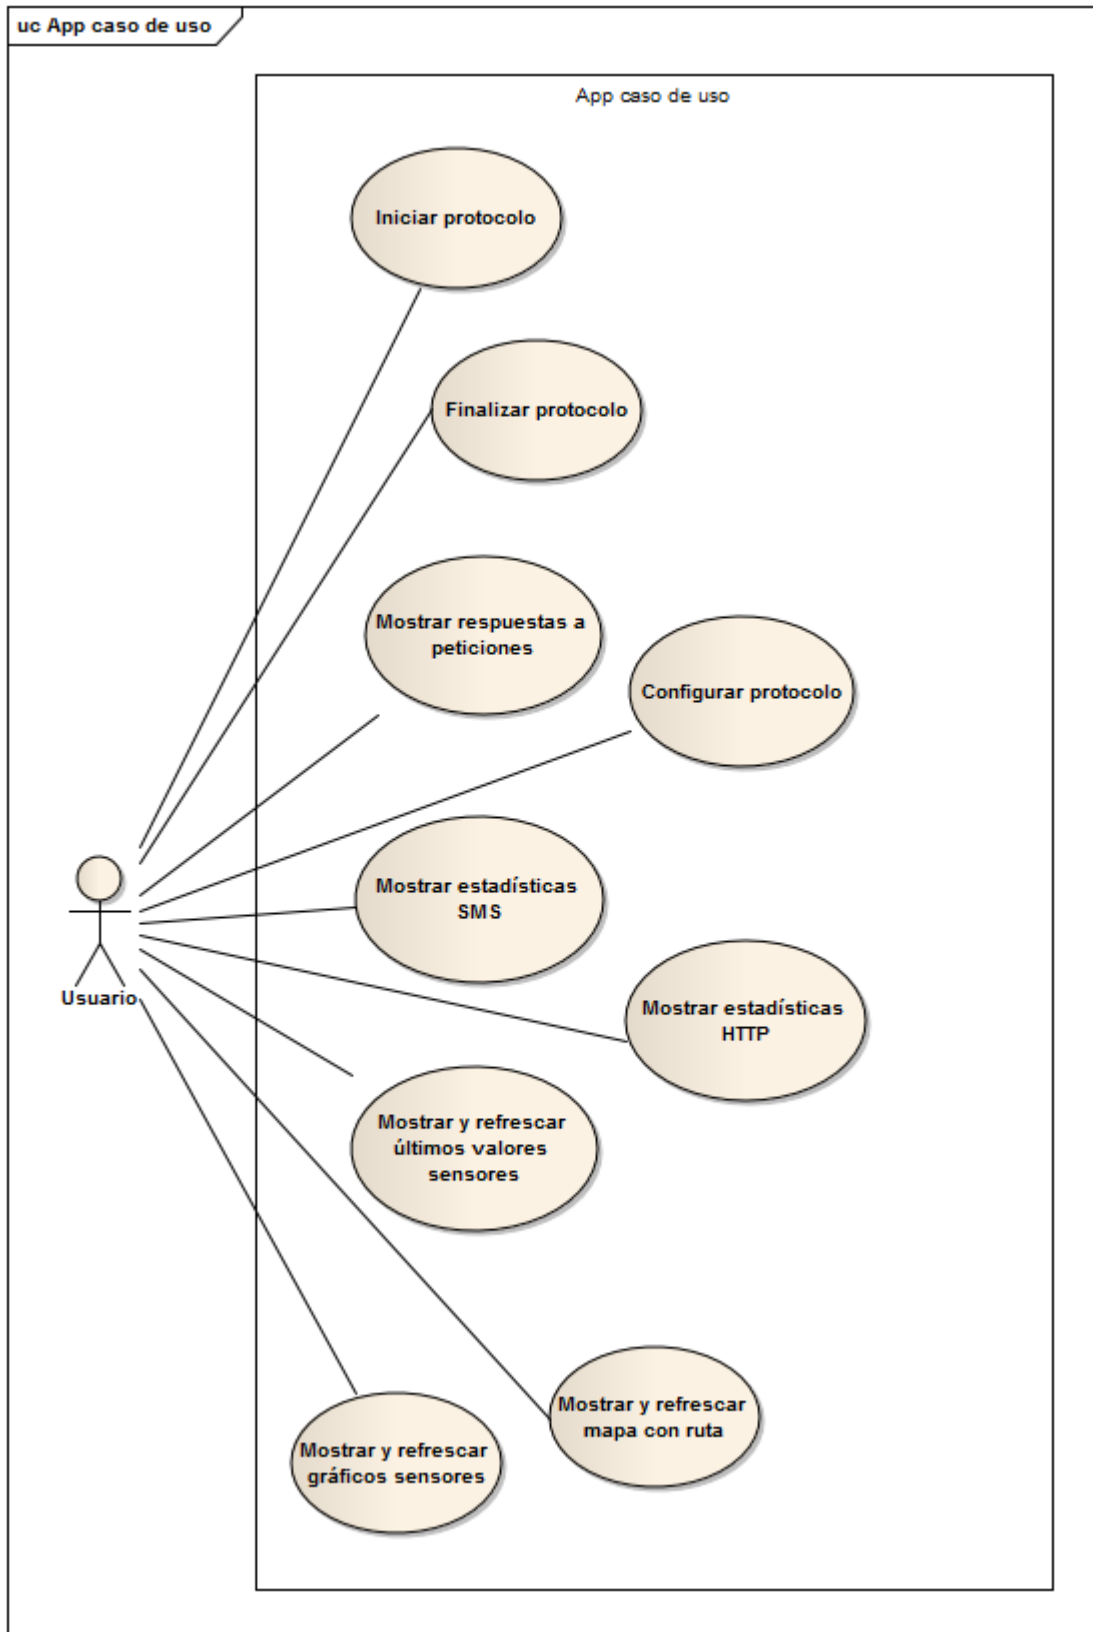 uc App caso de uso
App caso de uso
Iniciar protocolo
Finalizar protocolo
Mostrar respuestas a
peticiones
Configurar protocolo
Mostrar estadísticas
SMS
Usuario
Mostrar estadísticas
HTTP
Mostrar y refrescar
últimos valores
sensores
Mostrar y refrescar
mapa con ruta
Mostrar y refrescar
gráficos sensores